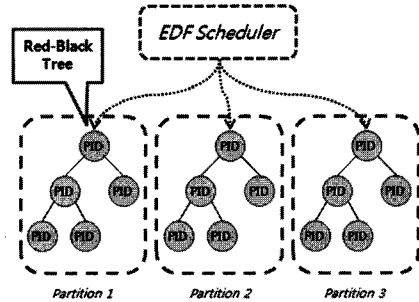 EDF Scheduler
Red-Black
Tree
PID PID PID
PID PID PID PID PID PID
PID PID PID PID PID PID
Partition 1 Partition 2 Partition 3